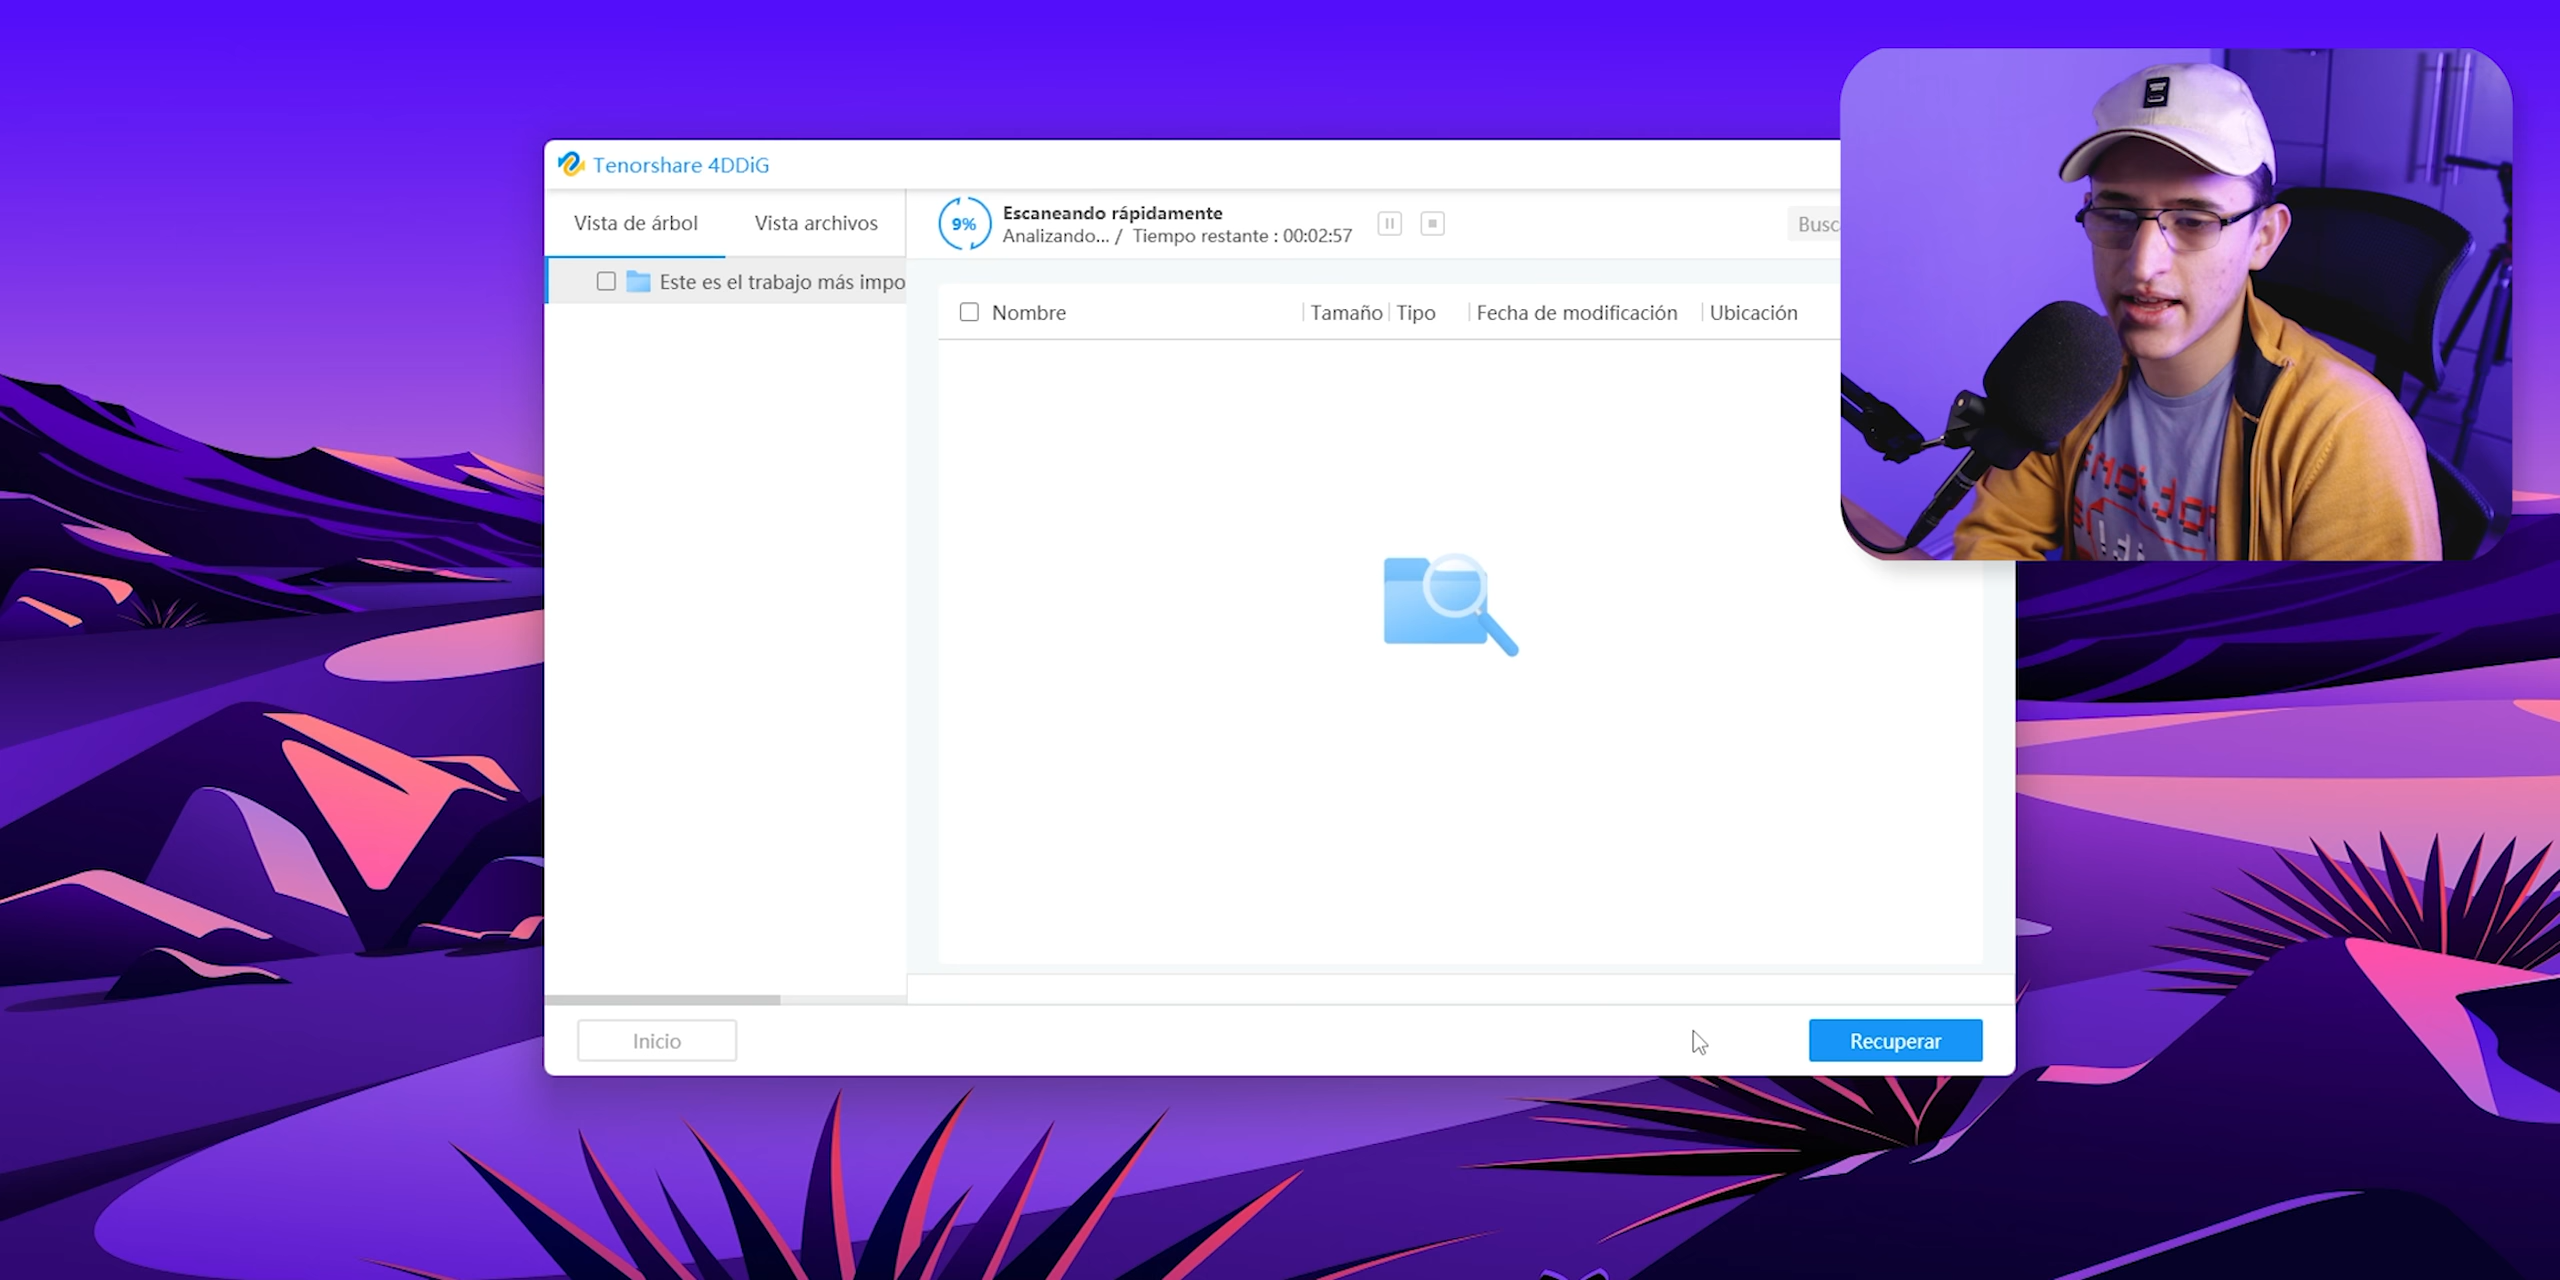 Tenorshare 4DDiG
Vista de árbol
Vista archivos
9%
Escaneando rápidamente
Analizando... / Tiempo restante : 00:02:57
Este es el trabajo más impo
Nombre
Tamaño
Tipo
Fecha de modificación
Ubicación
Inicio
Recuperar